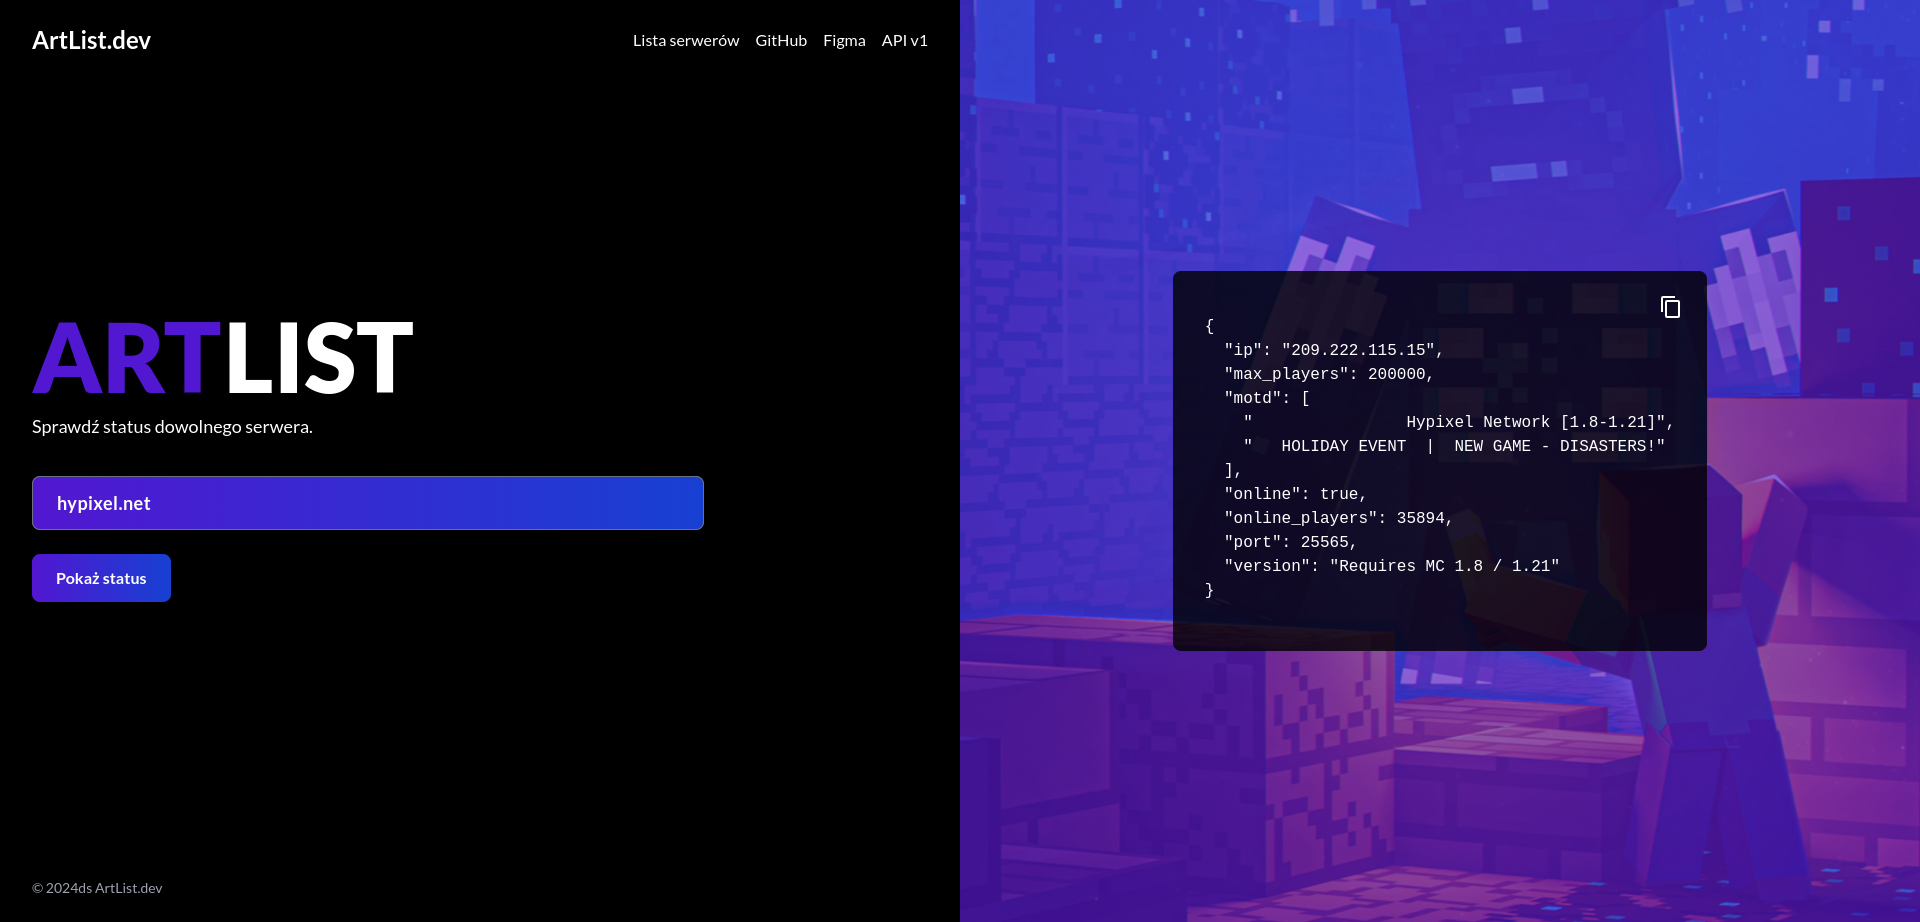 ArtList.dev
Lista serwerów GitHub Figma API v1
ARTLIST
Sprawdź status dowolnego serwera.
hypixel.net
Pokaż status
© 2024ds ArtList.dev
{
  "ip": "209.222.115.15",
  "max_players": 200000,
  "motd": [
    "                Hypixel Network [1.8-1.21]",
    "   HOLIDAY EVENT  |  NEW GAME - DISASTERS!"
  ],
  "online": true,
  "online_players": 35894,
  "port": 25565,
  "version": "Requires MC 1.8 / 1.21"
}